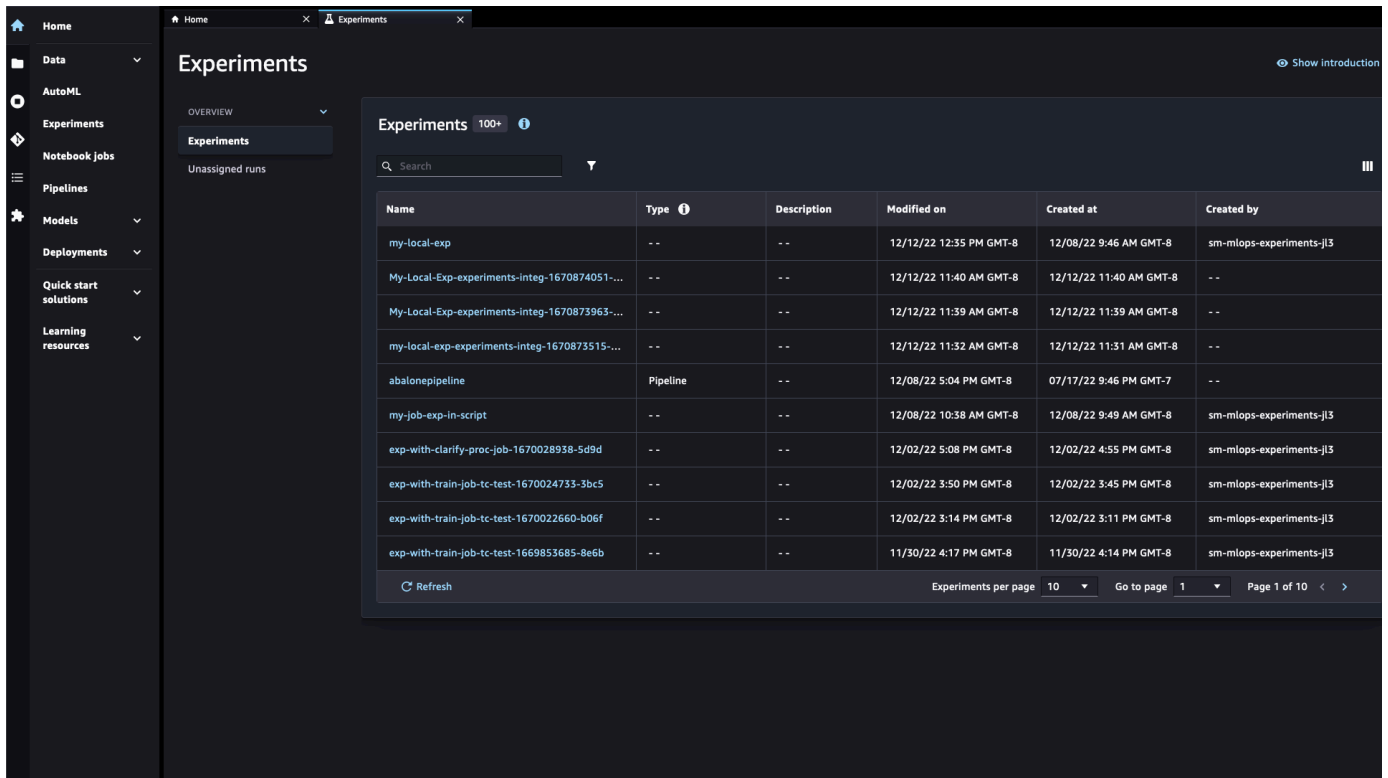 Home
Data
AutoML
Experiments
Notebook jobs
Pipelines
Models
Deployments
Quick start
solutions
Learning
resources
Home
Experiments
Experiments
Show introduction
OVERVIEW
Experiments
Unassigned runs
Experiments 100+
Search
Name Type Description Modified on Created at Created by
my-local-exp -- -- 12/12/22 12:35 PM GMT-8 12/08/22 9:46 AM GMT-8 sm-mlops-experiments-jl3
My-Local-Exp-experiments-integ-1670874051-... -- -- 12/12/22 11:40 AM GMT-8 12/12/22 11:40 AM GMT-8 --
My-Local-Exp-experiments-integ-1670873963-... -- -- 12/12/22 11:39 AM GMT-8 12/12/22 11:39 AM GMT-8 --
my-local-exp-experiments-integ-1670873515-... -- -- 12/12/22 11:32 AM GMT-8 12/12/22 11:31 AM GMT-8 --
abalonepipeline Pipeline -- 12/08/22 5:04 PM GMT-8 07/17/22 9:46 PM GMT-7 --
my-job-exp-in-script -- -- 12/08/22 10:38 AM GMT-8 12/08/22 9:49 AM GMT-8 sm-mlops-experiments-jl3
exp-with-clarify-proc-job-1670028938-5d9d -- -- 12/02/22 5:08 PM GMT-8 12/02/22 4:55 PM GMT-8 sm-mlops-experiments-jl3
exp-with-train-job-tc-test-1670024733-3bc5 -- -- 12/02/22 3:50 PM GMT-8 12/02/22 3:45 PM GMT-8 sm-mlops-experiments-jl3
exp-with-train-job-tc-test-1670022660-b06f -- -- 12/02/22 3:14 PM GMT-8 12/02/22 3:11 PM GMT-8 sm-mlops-experiments-jl3
exp-with-train-job-tc-test-1669853685-8e6b -- -- 11/30/22 4:17 PM GMT-8 11/30/22 4:14 PM GMT-8 sm-mlops-experiments-jl3
Refresh Experiments per page 10 Go to page 1 Page 1 of 10